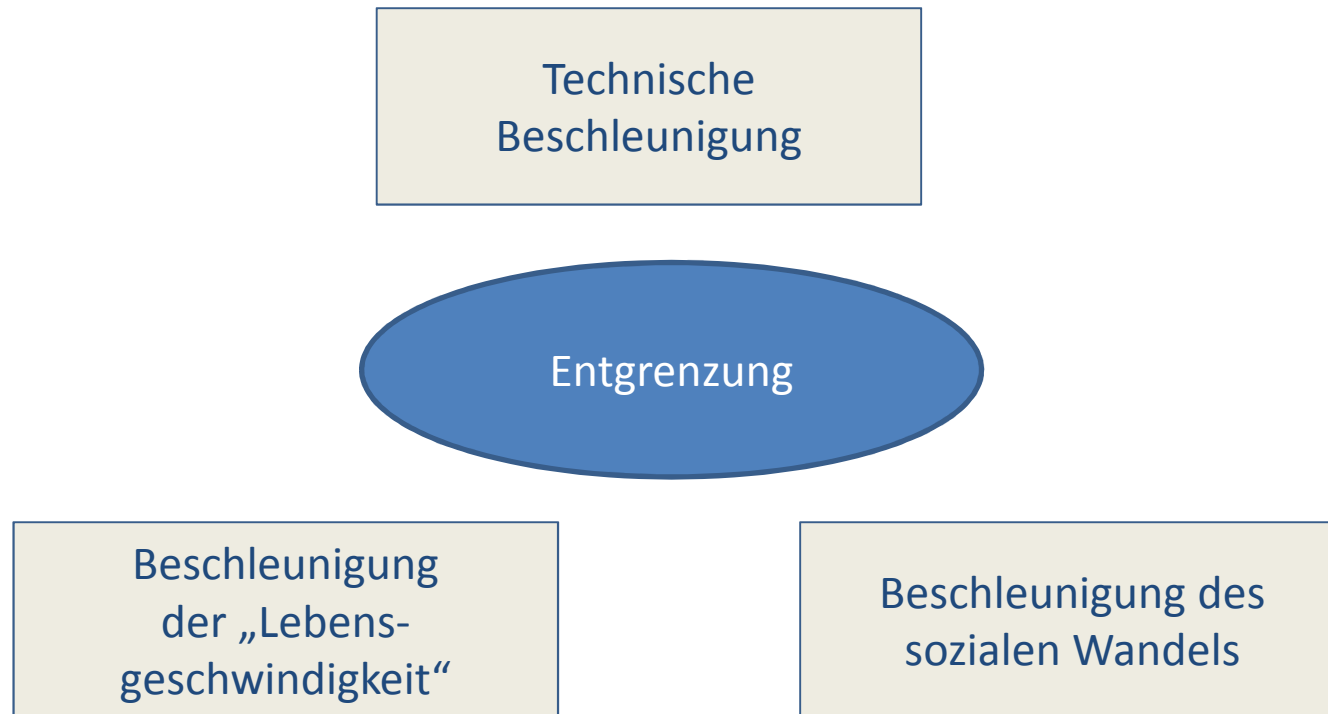 Technische
Beschleunigung
Entgrenzung
Beschleunigung
der „Lebens-
geschwindigkeit“
Beschleunigung des
sozialen Wandels